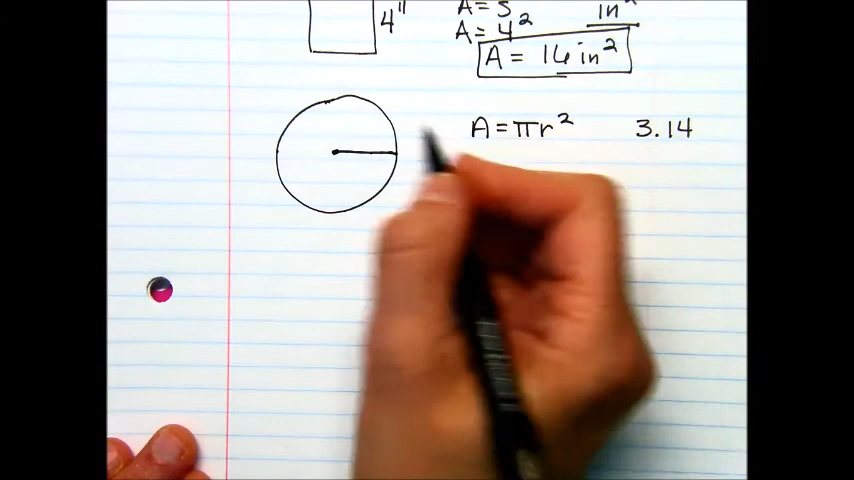 4"
A = s
in²
A = 4²
A = 16 in²
A = πr² 3.14